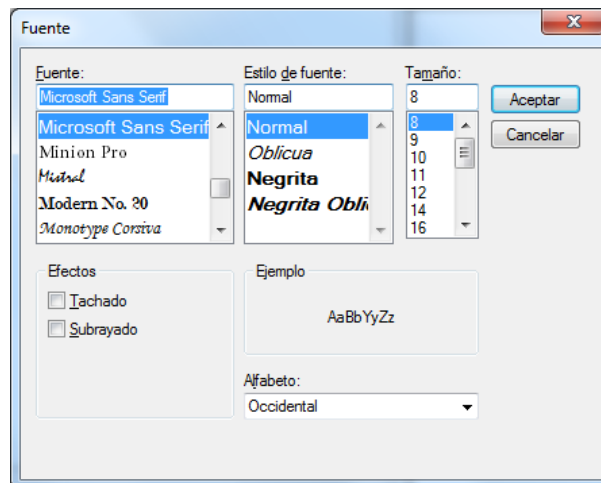 Fuente
Fuente:
Microsoft Sans Serif
Microsoft Sans Serif
Minion Pro
Mistral
Modern No. 20
Monotype Corsiva
Estilo de fuente:
Normal
Normal
Oblicua
Negrita
Negrita Obli
Tamaño:
8
8
9
10
11
12
14
16
Aceptar
Cancelar
Efectos
Tachado
Subrayado
Ejemplo
AaBbYyZz
Alfabeto:
Occidental